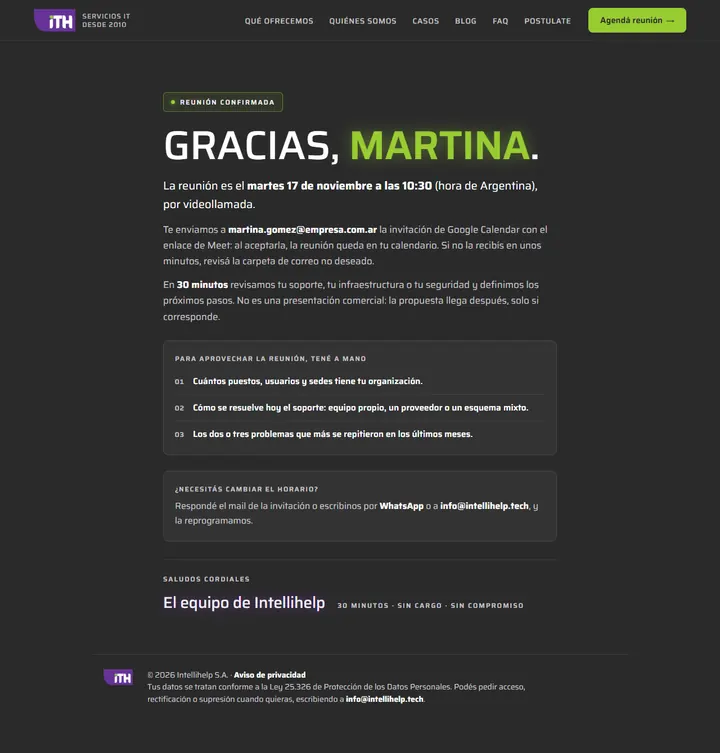 iTH
SERVICIOS IT
DESDE 2010
QUÉ OFRECEMOS
QUIÉNES SOMOS
CASOS
BLOG
FAQ
POSTULATE
Agendá reunión →
REUNIÓN CONFIRMADA
GRACIAS, MARTINA.
La reunión es el martes 17 de noviembre a las 10:30 (hora de Argentina),
por videollamada.
Te enviamos a martina.gomez@empresa.com.ar la invitación de Google Calendar con el
enlace de Meet: al aceptarla, la reunión queda en tu calendario. Si no la recibís en unos
minutos, revisá la carpeta de correo no deseado.
En 30 minutos revisamos tu soporte, tu infraestructura o tu seguridad y definimos los
próximos pasos. No es una presentación comercial: la propuesta llega después, solo si
corresponde.
PARA APROVECHAR LA REUNIÓN, TENÉ A MANO
01 Cuántos puestos, usuarios y sedes tiene tu organización.
02 Cómo se resuelve hoy el soporte: equipo propio, un proveedor o un esquema mixto.
03 Los dos o tres problemas que más se repitieron en los últimos meses.
¿NECESITÁS CAMBIAR EL HORARIO?
Respondé el mail de la invitación o escribinos por WhatsApp o a info@intellihelp.tech, y
la reprogramamos.
SALUDOS CORDIALES
El equipo de Intellihelp 30 MINUTOS · SIN CARGO · SIN COMPROMISO
iTH
© 2026 Intellihelp S.A. · Aviso de privacidad
Tus datos se tratan conforme a la Ley 25.326 de Protección de los Datos Personales. Podés pedir acceso,
rectificación o supresión cuando quieras, escribiendo a info@intellihelp.tech.